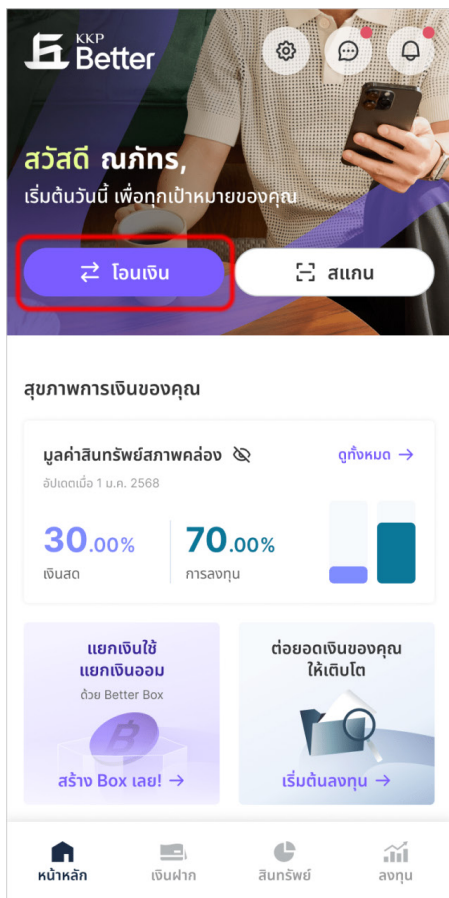 KKP
Better
สวัสดี ณภัทร,
เริ่มต้นวันนี้ เพื่อทุกเป้าหมายของคุณ
โอนเงิน
สแกน
สุขภาพการเงินของคุณ
มูลค่าสินทรัพย์สภาพคล่อง
ดูทั้งหมด →
อัปเดตเมื่อ 1 ม.ค. 2568
30.00% 70.00%
เงินสด การลงทุน
แยกเงินใช้
แยกเงินออม
ด้วย Better Box
สร้าง Box เลย! →
ต่อยอดเงินของคุณ
ให้เติบโต
เริ่มต้นลงทุน →
หน้าหลัก เงินฝาก สินทรัพย์ ลงทุน